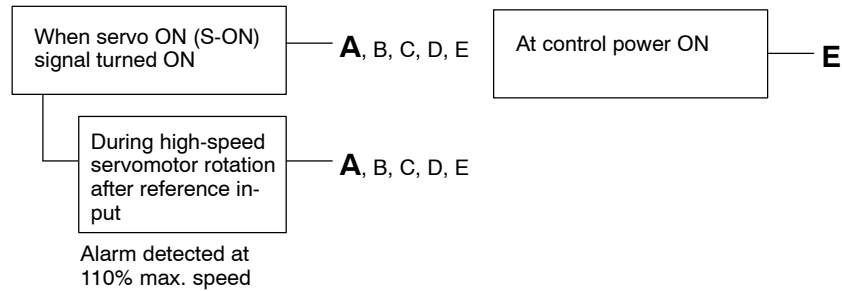 When servo ON (S-ON)
signal turned ON
A, B, C, D, E
At control power ON
E
During high-speed
servomotor rotation
after reference in-
put
A, B, C, D, E
Alarm detected at
110% max. speed